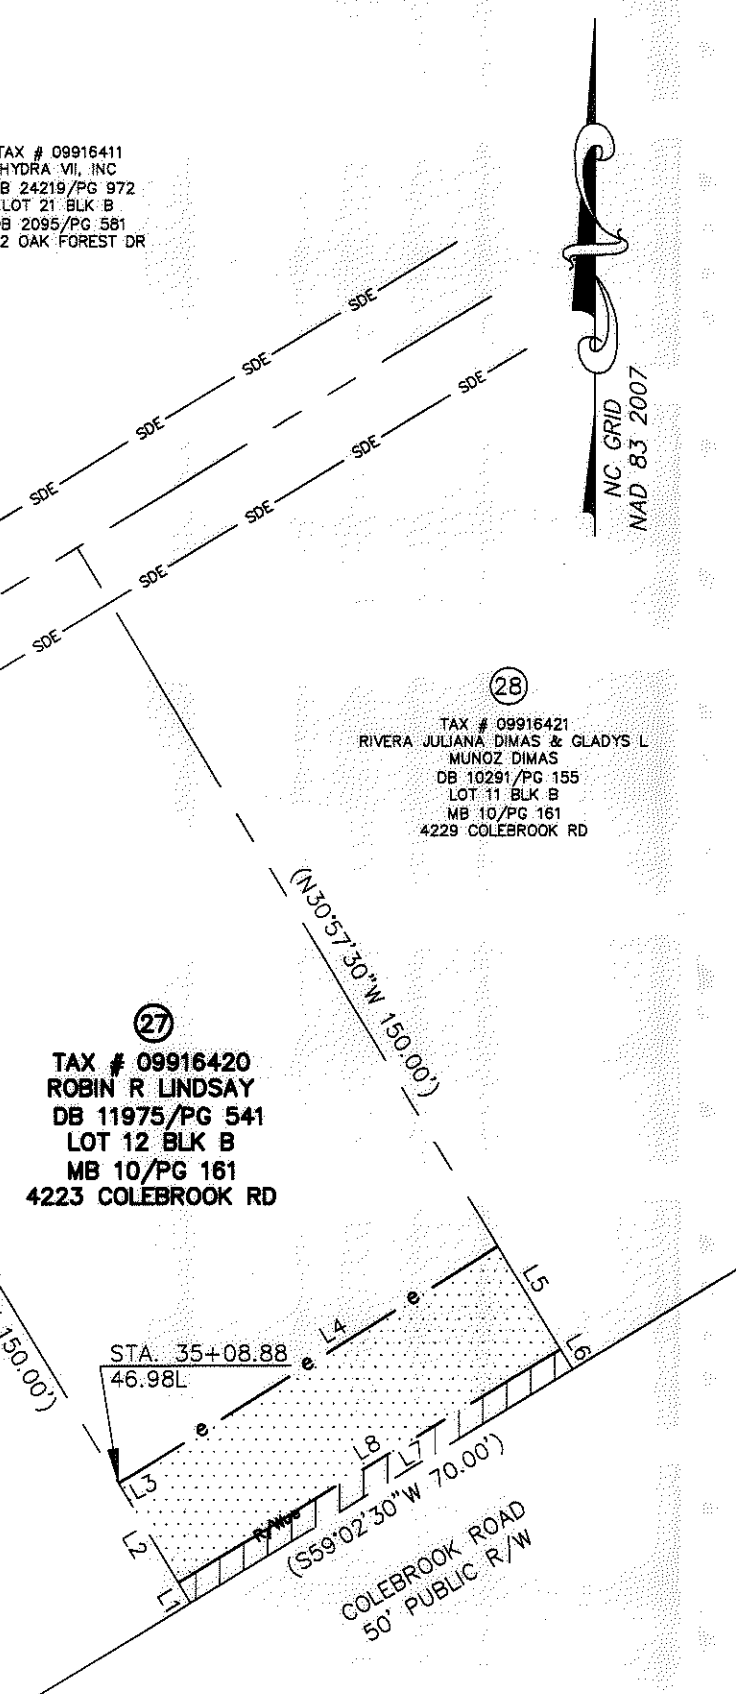 TAX # 09916411
HYDRA VII, INC
B 24219/PG 972
LOT 21 BLK B
DB 2095/PG 581
2 OAK FOREST DR
SDE
SDE
SDE
SDE
SDE
SDE
SDE
SDE
SDE
NC GRID
NAD 83 2007
28
TAX # 09916421
RIVERA JULIANA DIMAS & GLADYS L
MUNOZ DIMAS
DB 10291/PG 155
LOT 11 BLK B
MB 10/PG 161
4229 COLEBROOK RD
(N30°57'30"W 150.00')
27
TAX # 09916420
ROBIN R LINDSAY
DB 11975/PG 541
LOT 12 BLK B
MB 10/PG 161
4223 COLEBROOK RD
150.00')
STA. 35+08.88
46.98L
e
e
e
L4
L5
L6
L3
L2
L1
L8
L7
(S59°02'30"W 70.00')
COLEBROOK ROAD
50' PUBLIC R/W